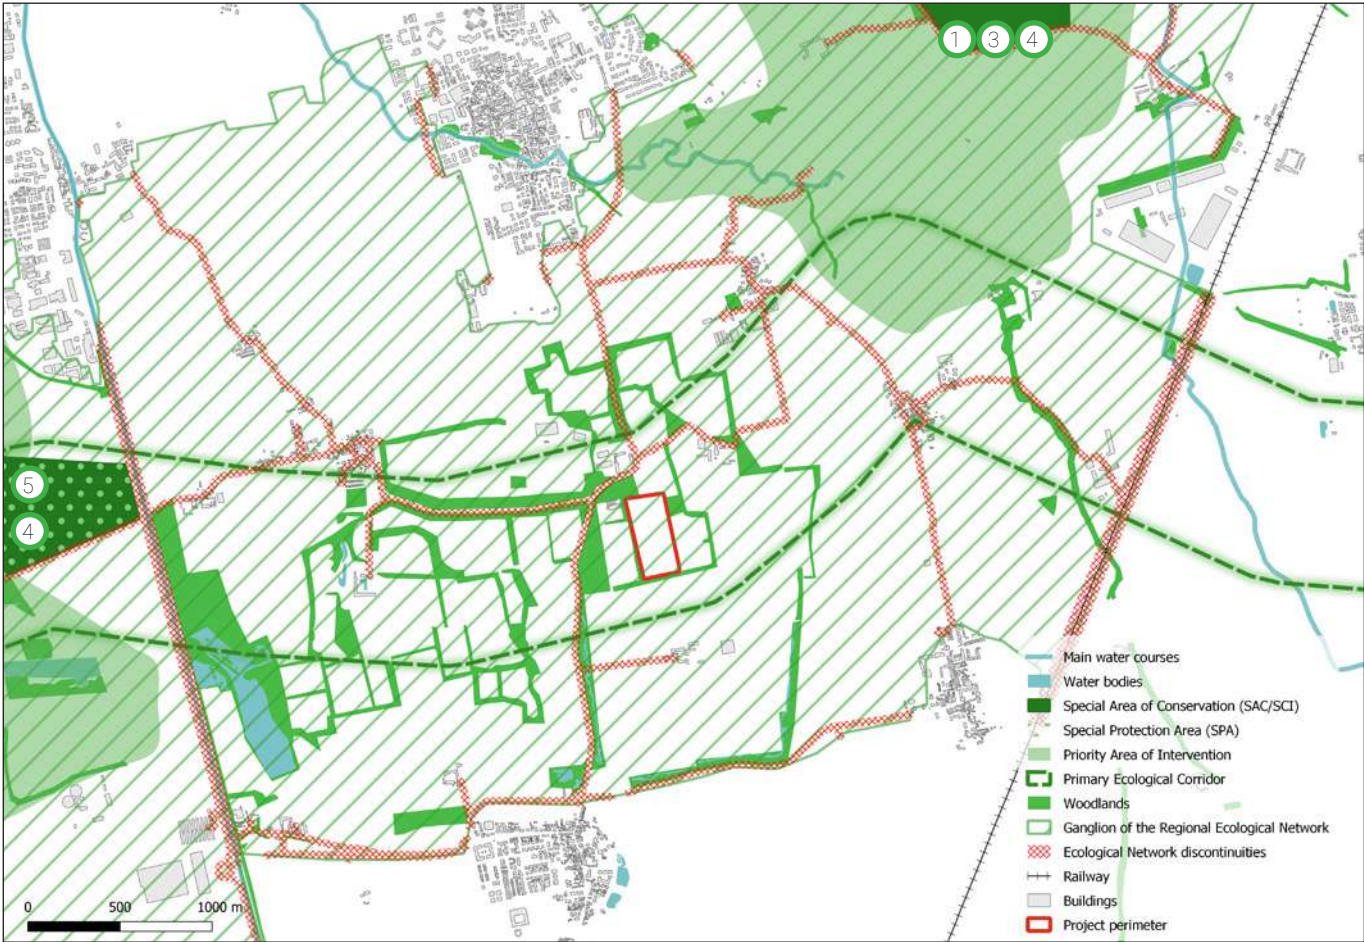 1 3 4
5
4
Main water courses
Water bodies
Special Area of Conservation (SAC/SCI)
Special Protection Area (SPA)
Priority Area of Intervention
Primary Ecological Corridor
Woodlands
Ganglion of the Regional Ecological Network
Ecological Network discontinuities
Railway
Buildings
Project perimeter
0 500 1000 m